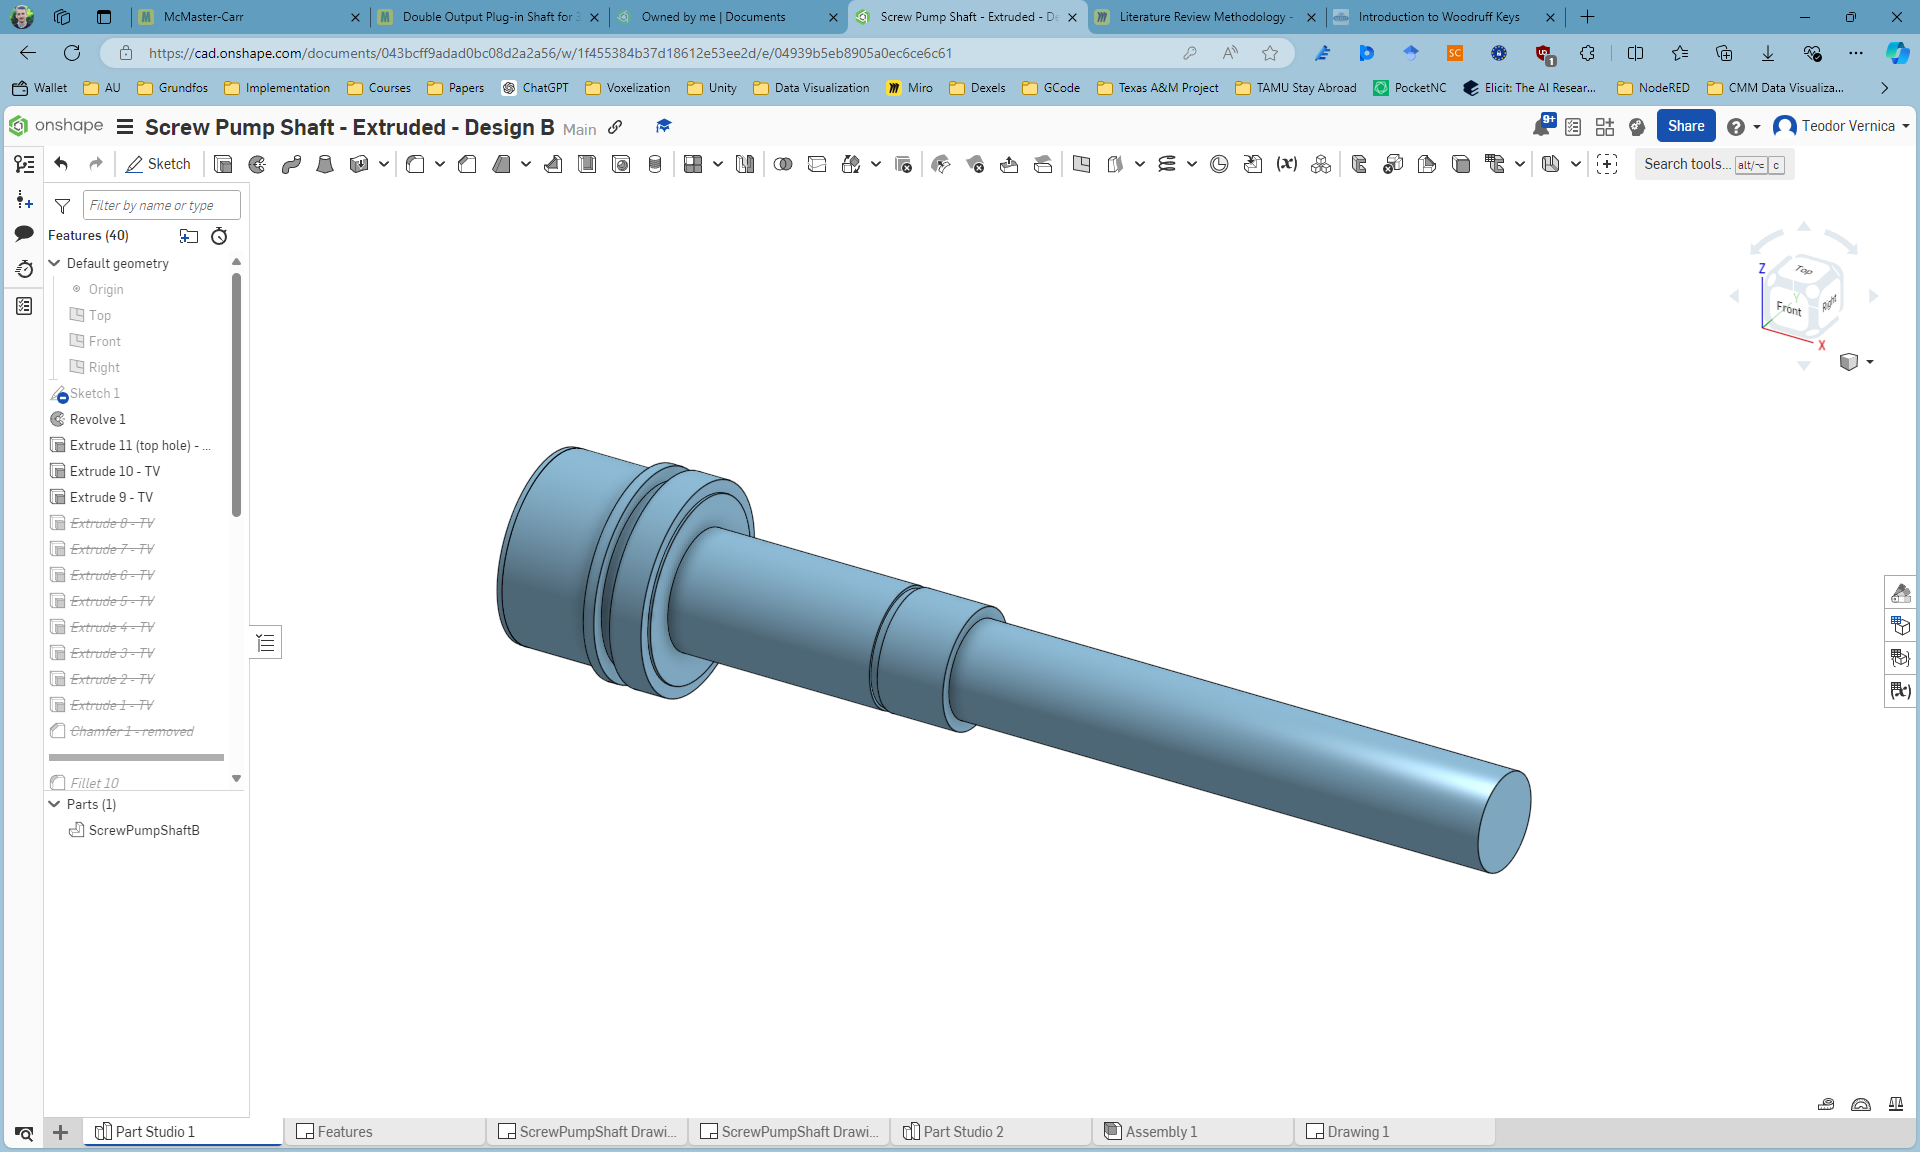 McMaster-Carr
Double Output Plug-in Shaft for 3
Owned by me | Documents
Screw Pump Shaft - Extruded - De
Literature Review Methodology -
Introduction to Woodruff Keys
https://cad.onshape.com/documents/043bcff9adad0bc08d2a2a56/w/1f455384b37d18612e53ee2d/e/04939b5eb8905a0ec6ce6c61
SC
1
Wallet
AU
Grundfos
Implementation
Courses
Papers
ChatGPT
Voxelization
Unity
Data Visualization
Miro
Dexels
GCode
Texas A&M Project
TAMU Stay Abroad
PocketNC
Elicit: The AI Resear...
NodeRED
CMM Data Visualiza...
onshape
Screw Pump Shaft - Extruded - Design B
Main
9+
Share
Teodor Vernica
Sketch
(x)
Search tools...
alt/⌥
c
Filter by name or type
Features (40)
Default geometry
Origin
Top
Front
Right
Sketch 1
Revolve 1
Extrude 11 (top hole) - ...
Extrude 10 - TV
Extrude 9 - TV
Extrude 8 - TV
Extrude 7 - TV
Extrude 6 - TV
Extrude 5 - TV
Extrude 4 - TV
Extrude 3 - TV
Extrude 2 - TV
Extrude 1 - TV
Chamfer 1 - removed
Fillet 10
Parts (1)
ScrewPumpShaftB
Z
Top
Y
Front
Right
X
(x)
Part Studio 1
Features
ScrewPumpShaft Drawi...
ScrewPumpShaft Drawi...
Part Studio 2
Assembly 1
Drawing 1